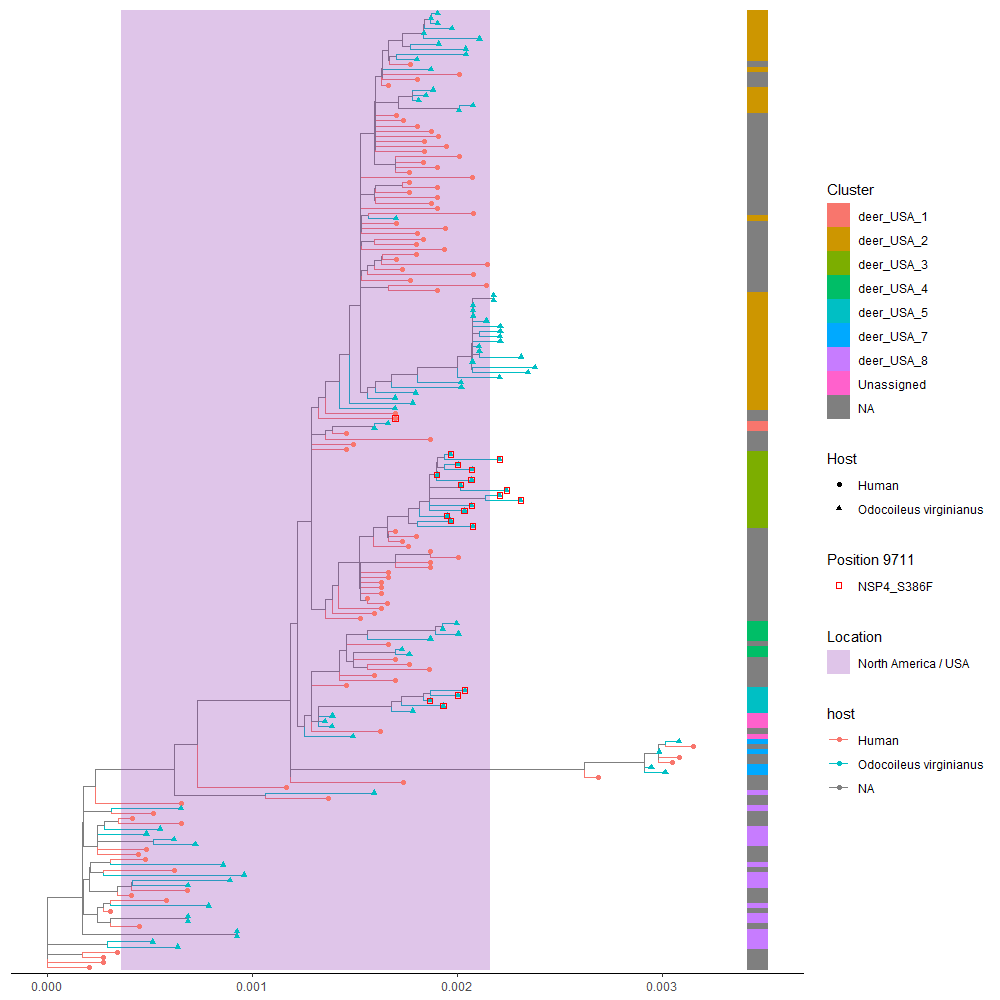 Cluster
deer_USA_1
deer_USA_2
deer_USA_3
deer_USA_4
deer_USA_5
deer_USA_7
deer_USA_8
Unassigned
NA
Host
Human
Odocoileus virginianus
Position 9711
NSP4_S386F
Location
North America / USA
host
Human
Odocoileus virginianus
NA
0.000 0.001 0.002 0.003